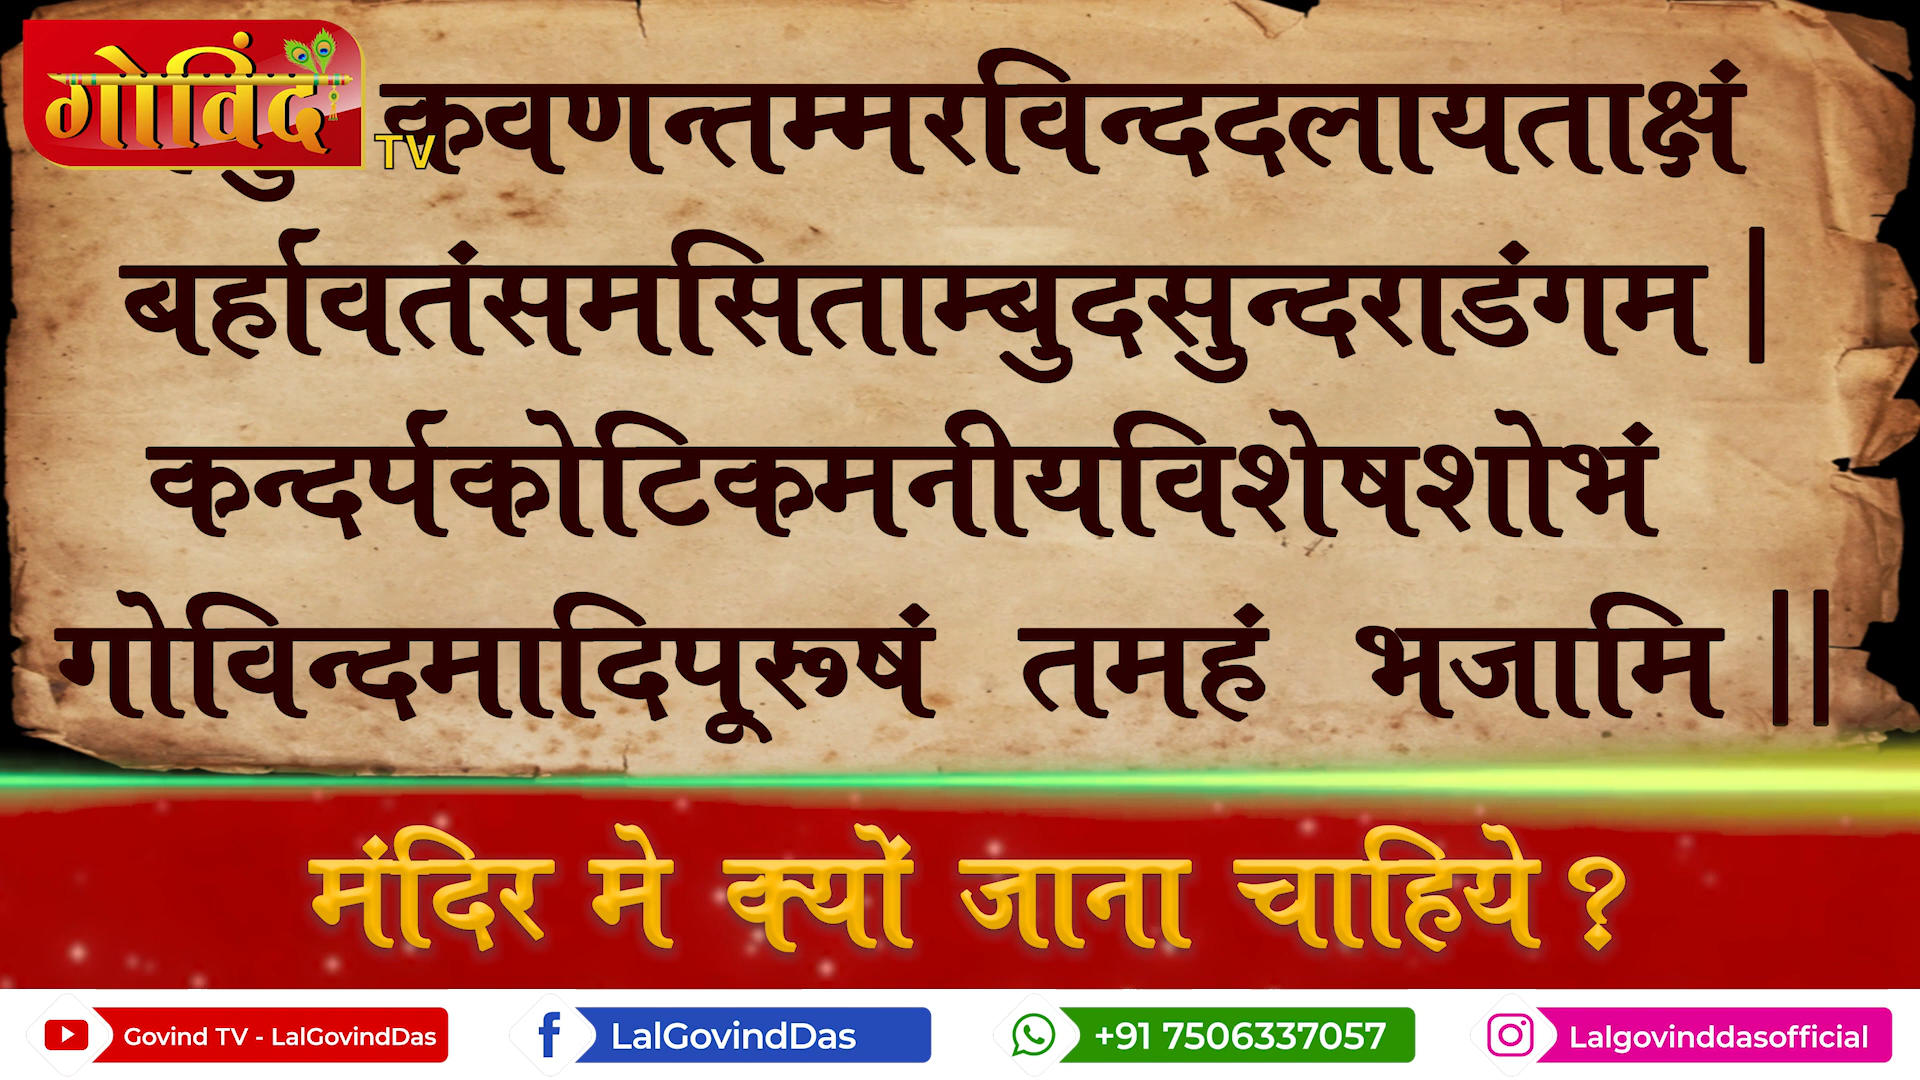 गोविंद
TV
कवणन्तम्मरविन्ददलायताक्षं
बर्हावतंसमसिताम्बुदसुन्दराडंगम |
कन्दर्पकोटिकमनीयविशेषशोभं
गोविन्दमादिपूरूषं तमहं भजामि ||
मंदिर मे क्यों जाना चाहिये ?
Govind TV - LalGovindDas
LalGovindDas
+91 7506337057
Lalgovinddasofficial